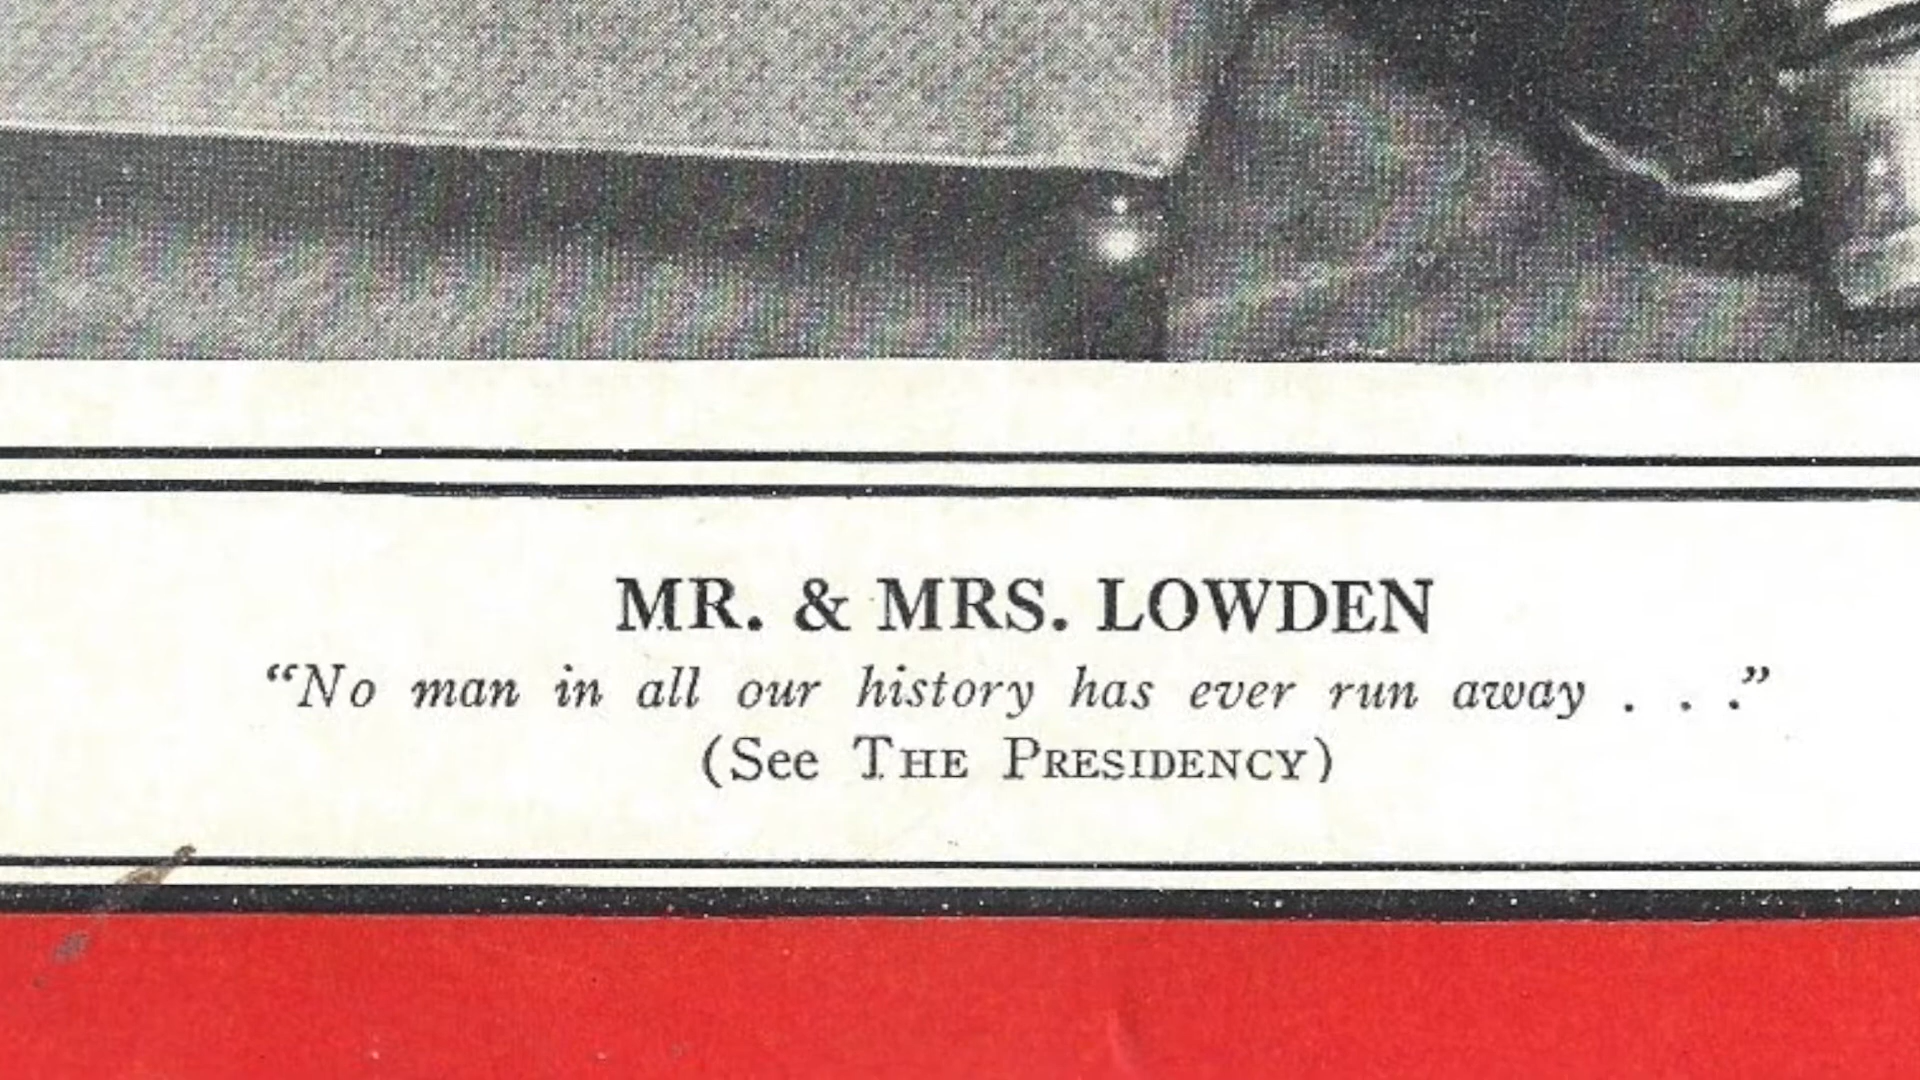 MR. & MRS. LOWDEN
“No man in all our history has ever run away . . .”
(See THE PRESIDENCY)